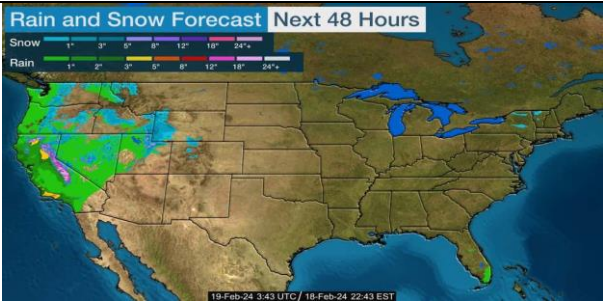 Rain and Snow Forecast Next 48 Hours
Snow 1" 3" 5" 8" 12" 18" 24"+
Rain 1" 2" 3" 5" 8" 12" 18" 24"+
19-Feb-24 3:43 UTC / 18-Feb-24 22:43 EST